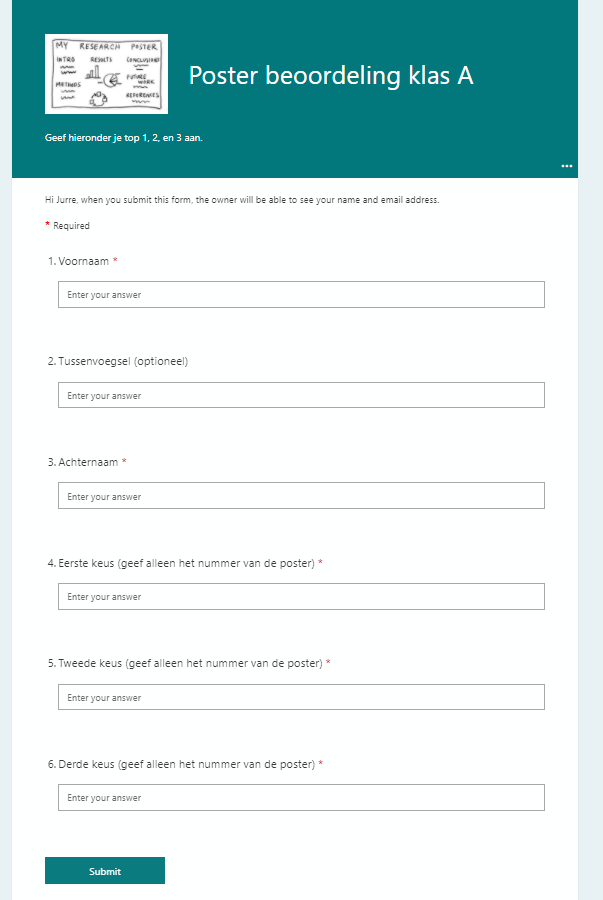 MY RESEARCH POSTER
INTRO RESULTS CONCLUSIONS
METHODS FUTURE WORK
REFERENCES
Poster beoordeling klas A
Geef hieronder je top 1, 2, en 3 aan.
...
Hi Jurre, when you submit this form, the owner will be able to see your name and email address.
* Required
1. Voornaam *
Enter your answer
2. Tussenvoegsel (optioneel)
Enter your answer
3. Achternaam *
Enter your answer
4. Eerste keus (geef alleen het nummer van de poster) *
Enter your answer
5. Tweede keus (geef alleen het nummer van de poster) *
Enter your answer
6. Derde keus (geef alleen het nummer van de poster) *
Enter your answer
Submit